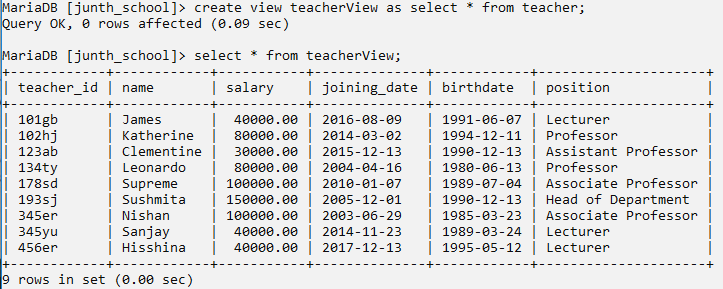 MariaDB [junth_school]> create view teacherView as select * from teacher;
Query OK, 0 rows affected (0.09 sec)
MariaDB [junth_school]> select * from teacherView;
+------------+------------+-----------+--------------+------------+---------------------+
| teacher_id | name       | salary    | joining_date | birthdate  | position            |
+------------+------------+-----------+--------------+------------+---------------------+
| 101gb      | James      |  40000.00 | 2016-08-09   | 1991-06-07 | Lecturer            |
| 102hj      | Katherine  |  80000.00 | 2014-03-02   | 1994-12-11 | Professor           |
| 123ab      | Clementine |  30000.00 | 2015-12-13   | 1990-12-13 | Assistant Professor |
| 134ty      | Leonardo   |  80000.00 | 2004-04-16   | 1980-06-13 | Professor           |
| 178sd      | Supreme    | 100000.00 | 2010-01-07   | 1989-07-04 | Associate Professor |
| 193sj      | Sushmita   | 150000.00 | 2005-12-01   | 1990-12-13 | Head of Department  |
| 345er      | Nishan     | 100000.00 | 2003-06-29   | 1985-03-23 | Associate Professor |
| 345yu      | Sanjay     |  40000.00 | 2014-11-23   | 1989-03-24 | Lecturer            |
| 456er      | Hisshina   |  40000.00 | 2017-12-13   | 1995-05-12 | Lecturer            |
+------------+------------+-----------+--------------+------------+---------------------+
9 rows in set (0.00 sec)